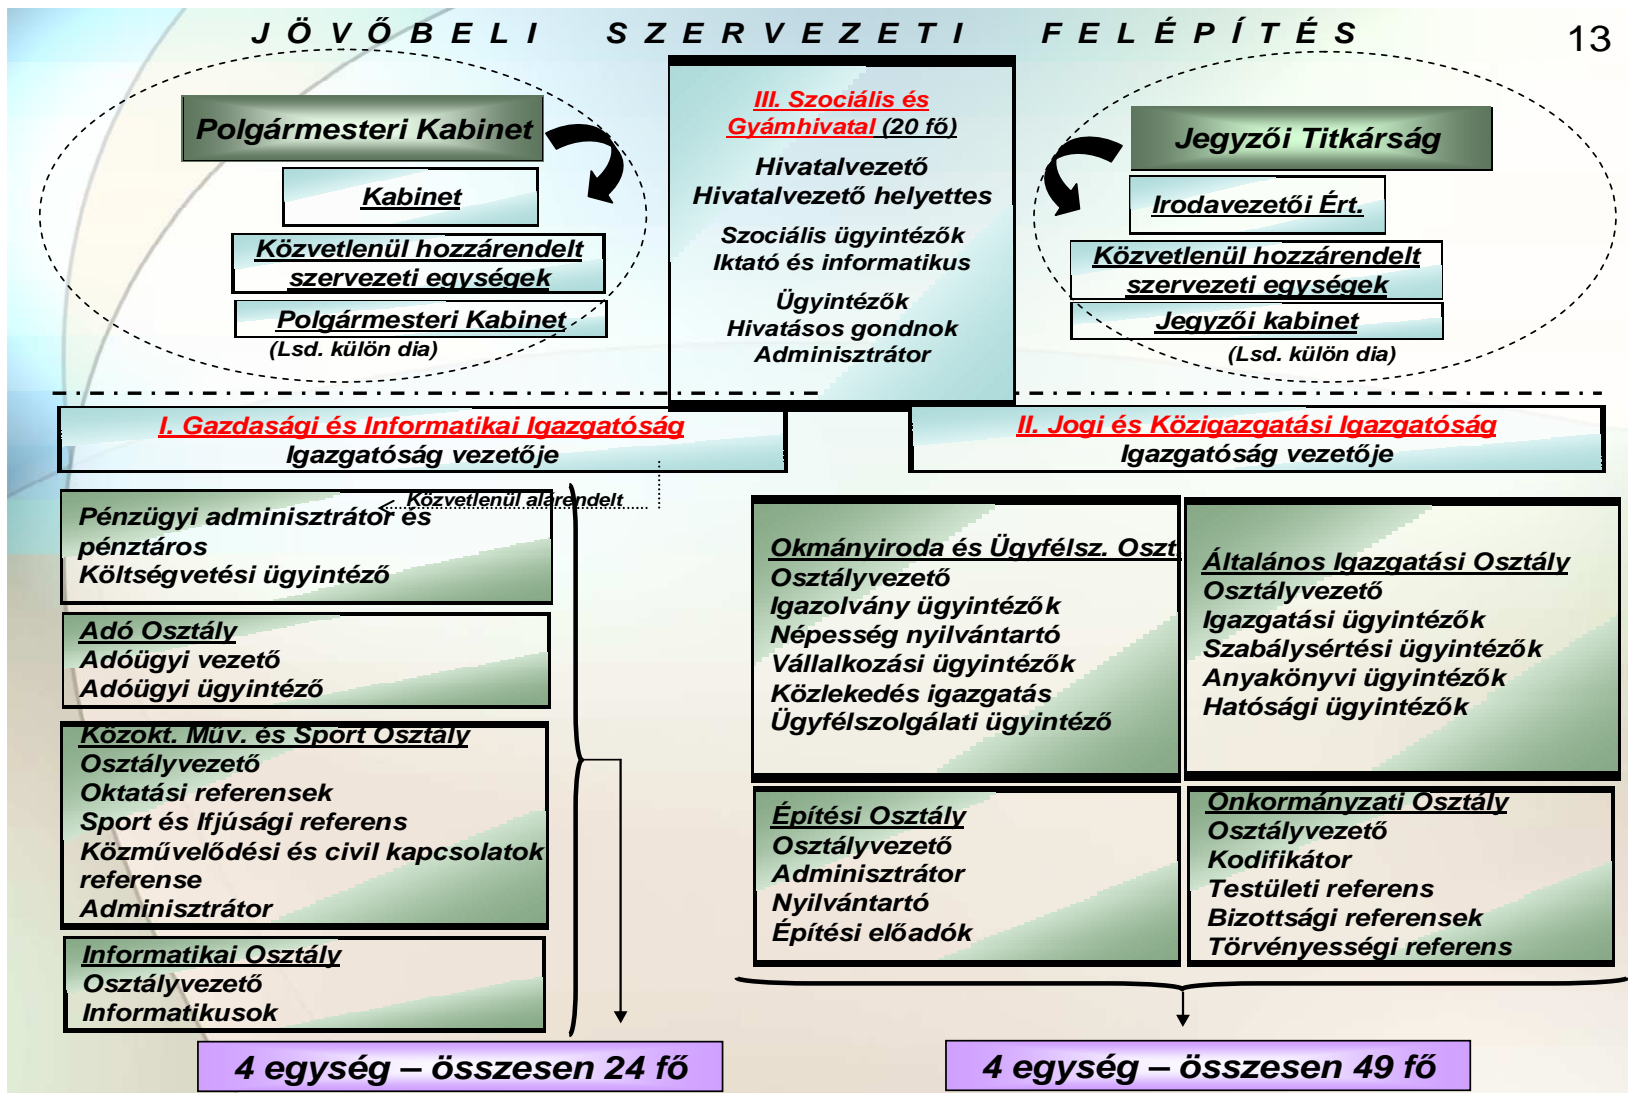 JÖVŐBELI SZERVEZETI FELÉPÍTÉS
13
Polgármesteri Kabinet
Kabinet
Közvetlenül hozzárendelt
szervezeti egységek
Polgármesteri Kabinet
(Lsd. külön dia)
III. Szociális és
Gyámhivatal (20 fő)
Hivatalvezető
Hivatalvezető helyettes
Szociális ügyintézők
Iktató és informatikus
Ügyintézők
Hivatásos gondnok
Adminisztrátor
Jegyzői Titkárság
Irodavezetői Ért.
Közvetlenül hozzárendelt
szervezeti egységek
Jegyzői kabinet
(Lsd. külön dia)
I. Gazdasági és Informatikai Igazgatóság
Igazgatóság vezetője
Közvetlenül alárendelt
Pénzügyi adminisztrátor és
pénztáros
Költségvetési ügyintéző
Adó Osztály
Adóügyi vezető
Adóügyi ügyintéző
Közokt. Műv. és Sport Osztály
Osztályvezető
Oktatási referensek
Sport és Ifjúsági referens
Közművelődési és civil kapcsolatok
referense
Adminisztrátor
Informatikai Osztály
Osztályvezető
Informatikusok
4 egység – összesen 24 fő
II. Jogi és Közigazgatási Igazgatóság
Igazgatóság vezetője
Okmányiroda és Ügyfélsz. Oszt.
Osztályvezető
Igazolvány ügyintézők
Népesség nyilvántartó
Vállalkozási ügyintézők
Közlekedés igazgatás
Ügyfélszolgálati ügyintéző
Általános Igazgatási Osztály
Osztályvezető
Igazgatási ügyintézők
Szabálysértési ügyintézők
Anyakönyvi ügyintézők
Hatósági ügyintézők
Építési Osztály
Osztályvezető
Adminisztrátor
Nyilvántartó
Építési előadók
Önkormányzati Osztály
Osztályvezető
Kodifikátor
Testületi referens
Bizottsági referensek
Törvényességi referens
4 egység – összesen 49 fő